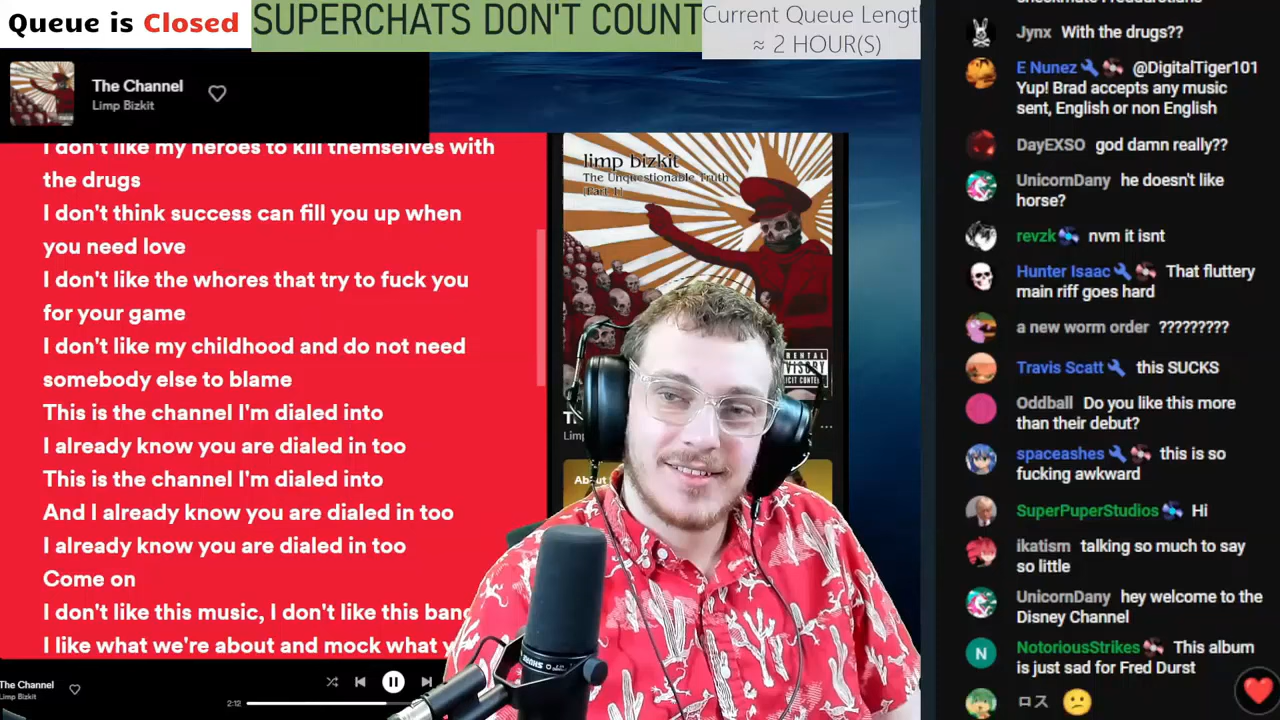 Queue is Closed
SUPERCHATS DON'T COUNT
Current Queue Lengt
≈ 2 HOUR(S)
The Channel
Limp Bizkit
I don't like my heroes to kill themselves with
the drugs
I don't think success can fill you up when
you need love
I don't like the whores that try to fuck you
for your game
I don't like my childhood and do not need
somebody else to blame
This is the channel I'm dialed into
I already know you are dialed in too
This is the channel I'm dialed into
And I already know you are dialed in too
I already know you are dialed in too
Come on
I don't like this music, I don't like this band
I like what we're about and mock what y
The Channel
Limp Bizkit
2:12
limp bizkit
The Unquestionable Truth
(Part 1)
Limp
About
SHURE
Jynx With the drugs??
E Nunez @DigitalTiger101
Yup! Brad accepts any music
sent, English or non English
DayEXSO god damn really??
UnicornDany he doesn't like
horse?
revzk nvm it isnt
Hunter Isaac That fluttery
main riff goes hard
a new worm order ?????????
Travis Scatt this SUCKS
Oddball Do you like this more
than their debut?
spaceashes this is so
fucking awkward
SuperPuperStudios Hi
ikatism talking so much to say
so little
UnicornDany hey welcome to the
Disney Channel
N
NotoriousStrikes This album
is just sad for Fred Durst
ロス